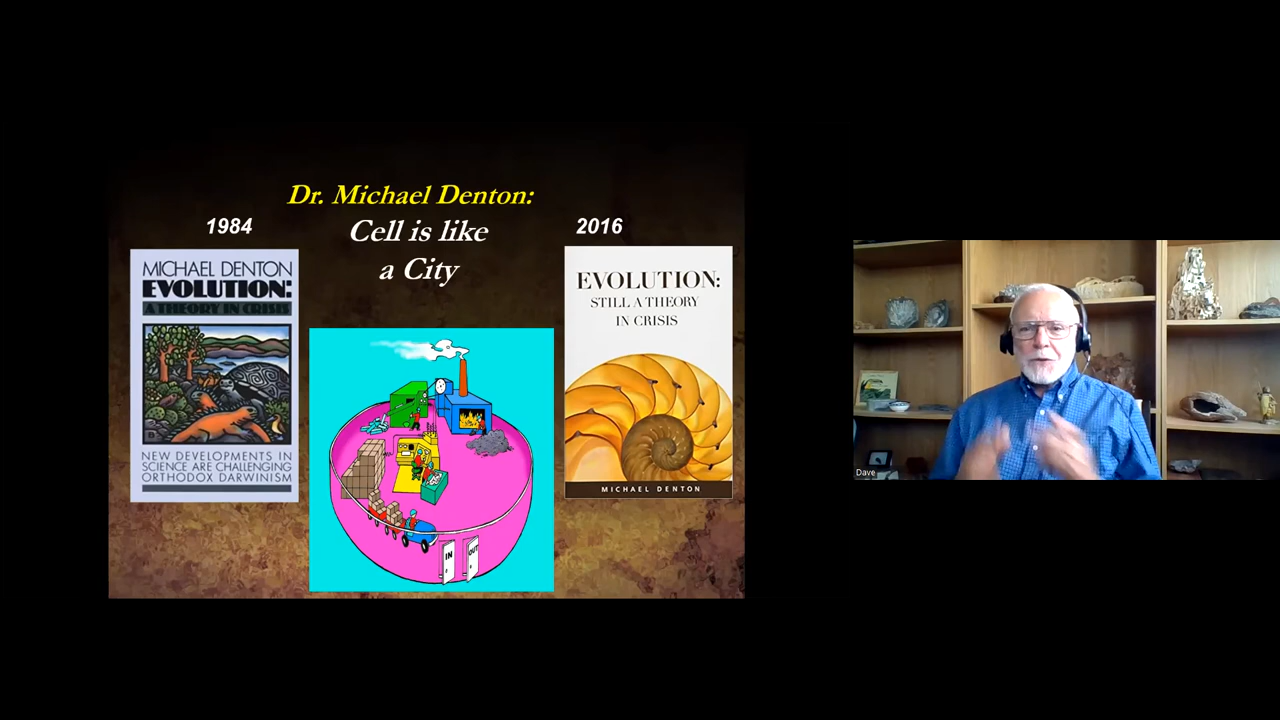 Dr. Michael Denton:
Cell is like
a City
1984
MICHAEL DENTON
EVOLUTION:
A THEORY IN CRISIS
NEW DEVELOPMENTS IN
SCIENCE ARE CHALLENGING
ORTHODOX DARWINISM
IN
OUT
2016
EVOLUTION:
STILL A THEORY
IN CRISIS
MICHAEL DENTON
Dave